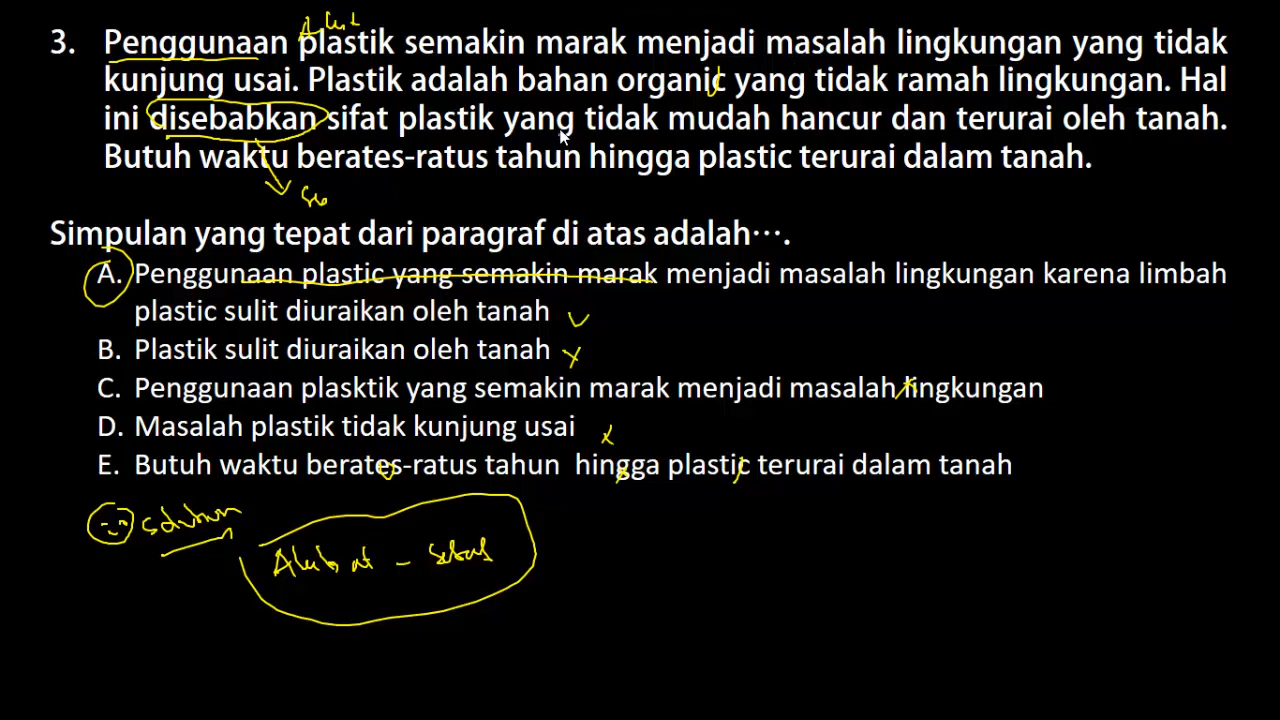 Akibat
3. Penggunaan plastik semakin marak menjadi masalah lingkungan yang tidak
kunjung usai. Plastik adalah bahan organic yang tidak ramah lingkungan. Hal
ini disebabkan sifat plastik yang tidak mudah hancur dan terurai oleh tanah.
Butuh waktu berates-ratus tahun hingga plastic terurai dalam tanah.
Simpulan yang tepat dari paragraf di atas adalah….
A. Penggunaan plastic yang semakin marak menjadi masalah lingkungan karena limbah
plastic sulit diuraikan oleh tanah
B. Plastik sulit diuraikan oleh tanah
C. Penggunaan plasktik yang semakin marak menjadi masalah lingkungan
D. Masalah plastik tidak kunjung usai
E. Butuh waktu berates-ratus tahun hingga plastic terurai dalam tanah
Akibat - sebab